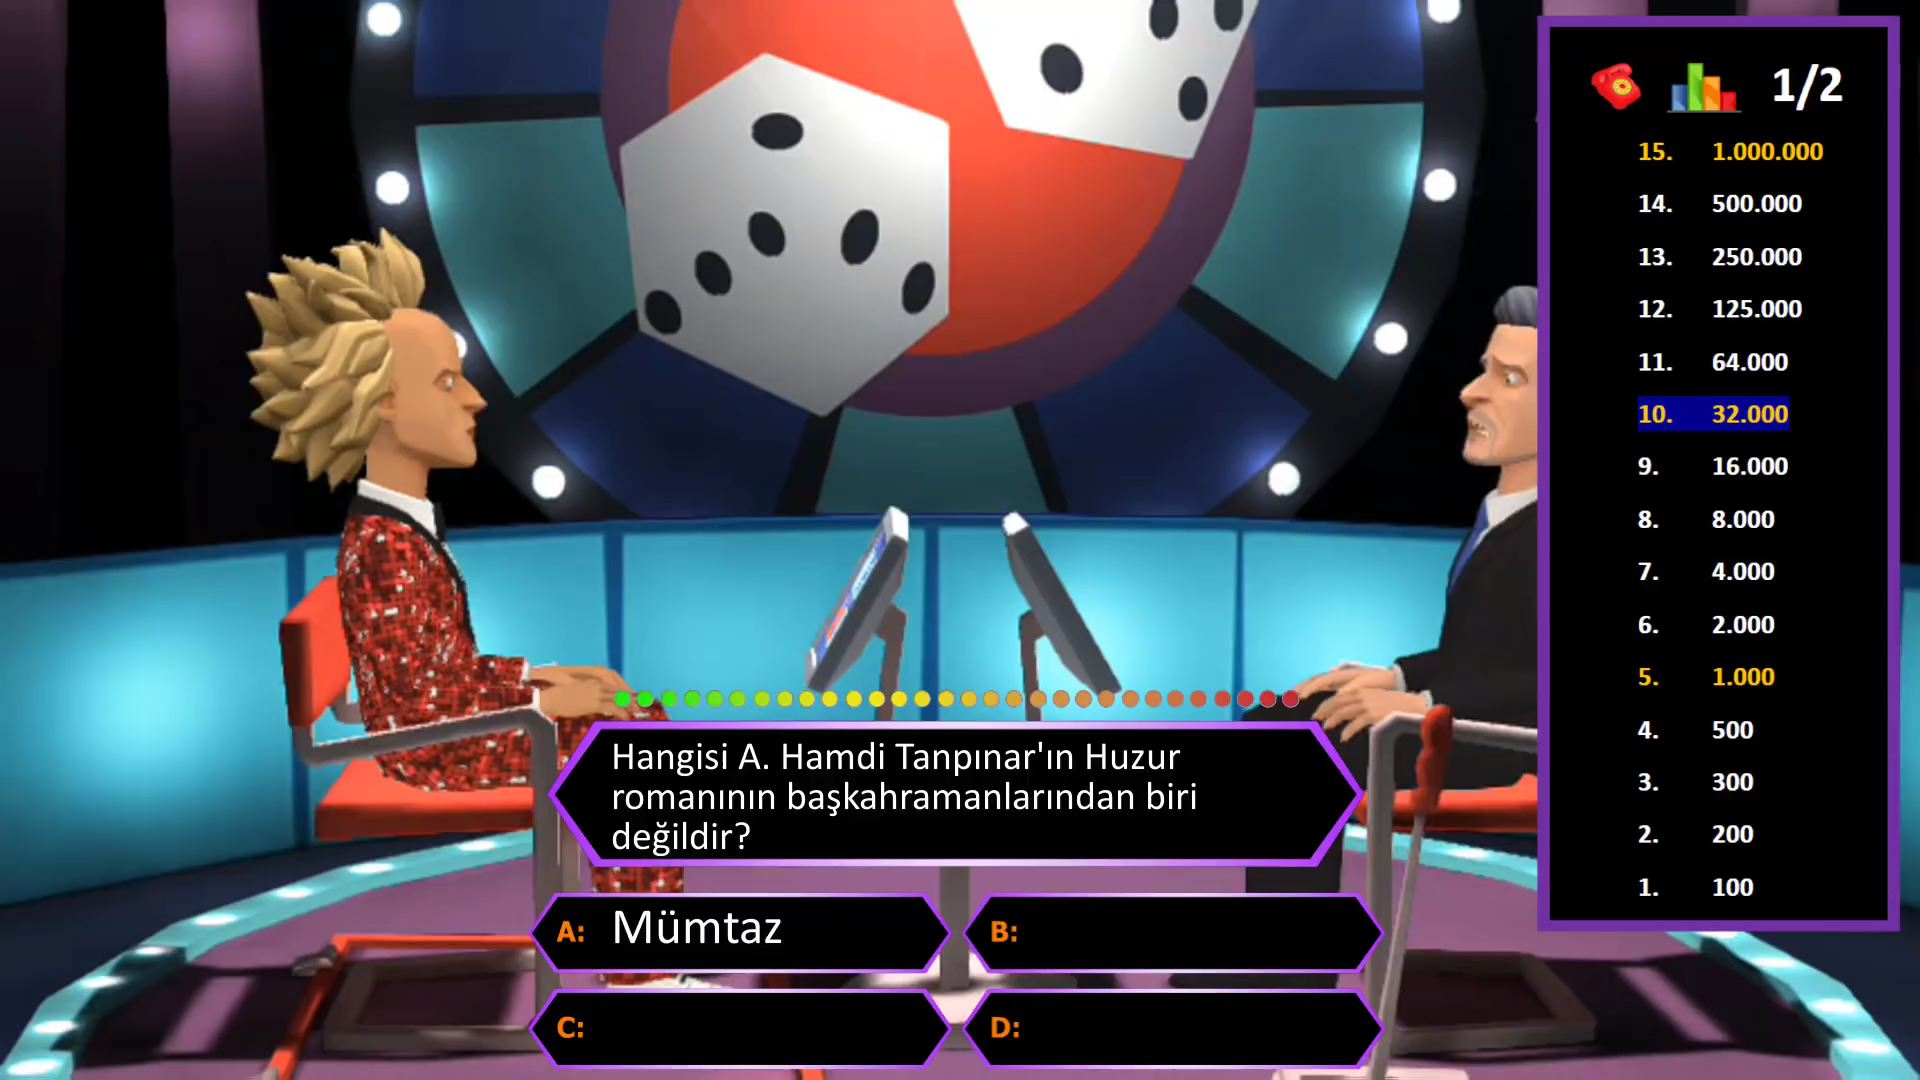 1/2
15. 1.000.000
14. 500.000
13. 250.000
12. 125.000
11. 64.000
10. 32.000
9. 16.000
8. 8.000
7. 4.000
6. 2.000
5. 1.000
4. 500
3. 300
2. 200
1. 100
Hangisi A. Hamdi Tanpınar'ın Huzur
romanının başkahramanlarından biri
değildir?
A: Mümtaz
B:
C:
D: